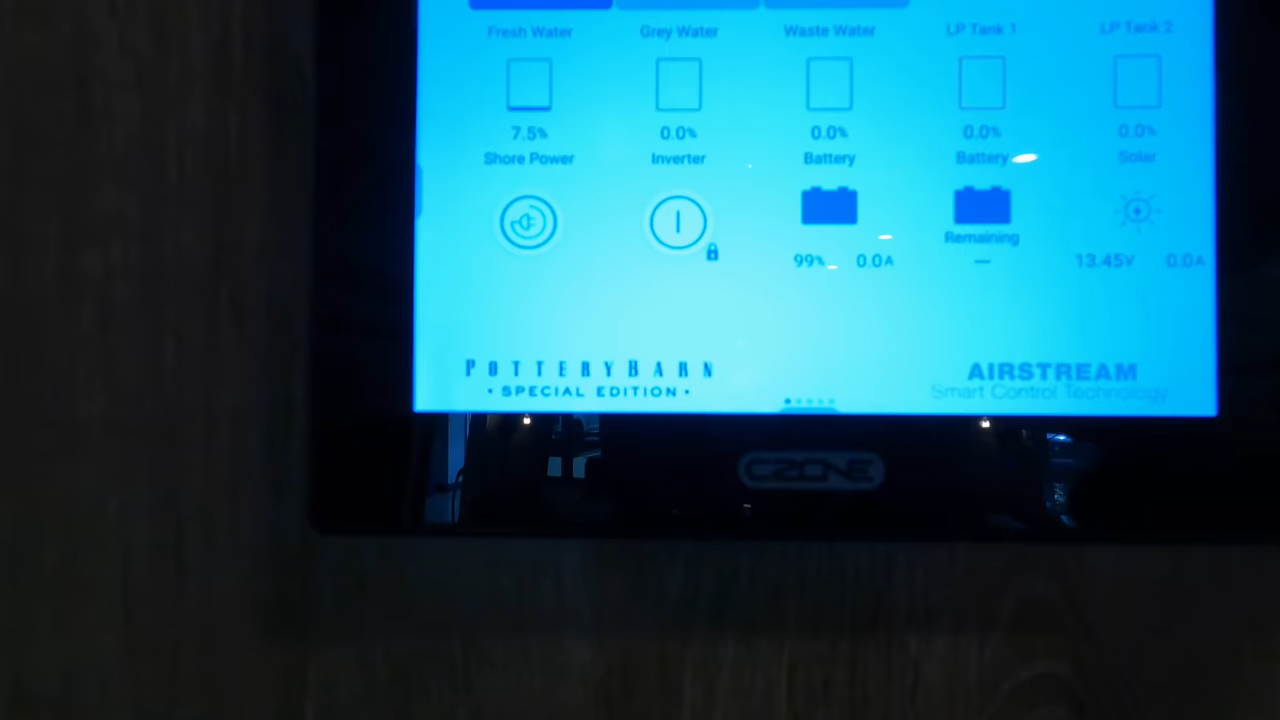 Fresh Water Grey Water Waste Water LP Tank 1 LP Tank 2
7.5% 0.0% 0.0% 0.0% 0.0%
Shore Power Inverter Battery Battery Solar
Remaining
99% 0.0A — 13.45V 0.0A
POTTERYBARN
• SPECIAL EDITION •
AIRSTREAM
Smart Control Technology
CZONE